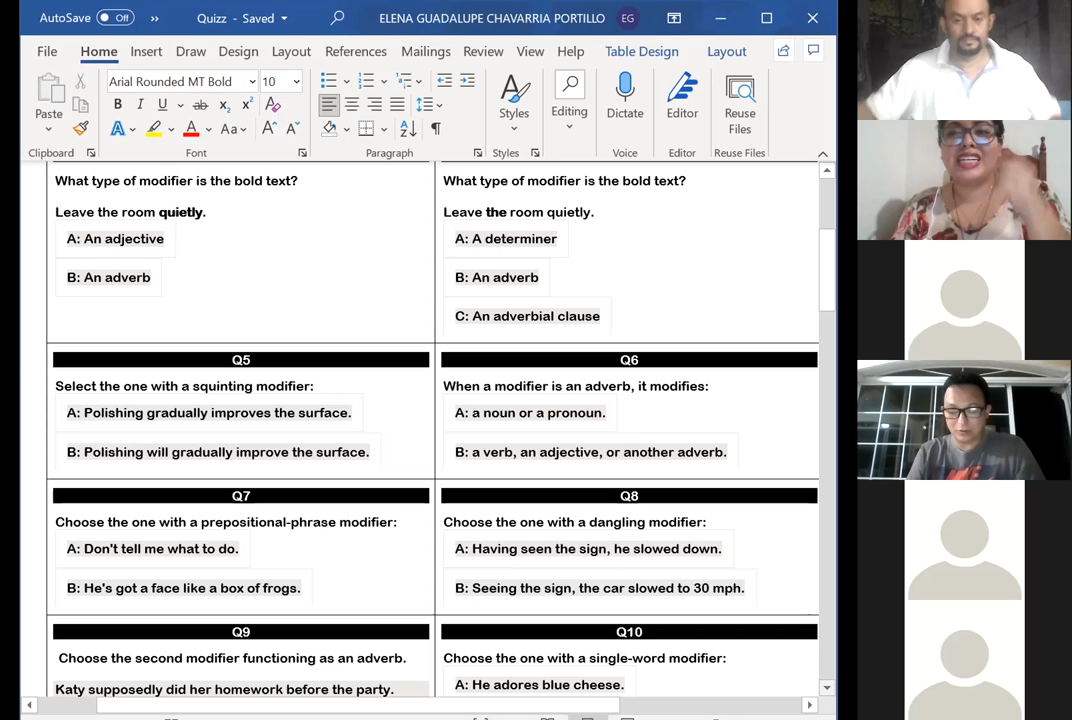 AutoSave Off Quizz - Saved ELENA GUADALUPE CHAVARRIA PORTILLO EG
File Home Insert Draw Design Layout References Mailings Review View Help Table Design Layout
Arial Rounded MT Bold 10
Paste Styles Editing Dictate Editor Reuse Files
Clipboard Font Paragraph Styles Voice Editor Reuse Files
What type of modifier is the bold text?
Leave the room quietly.
A: An adjective
B: An adverb
What type of modifier is the bold text?
Leave the room quietly.
A: A determiner
B: An adverb
C: An adverbial clause
Q5
Select the one with a squinting modifier:
A: Polishing gradually improves the surface.
B: Polishing will gradually improve the surface.
Q6
When a modifier is an adverb, it modifies:
A: a noun or a pronoun.
B: a verb, an adjective, or another adverb.
Q7
Choose the one with a prepositional-phrase modifier:
A: Don't tell me what to do.
B: He's got a face like a box of frogs.
Q8
Choose the one with a dangling modifier:
A: Having seen the sign, he slowed down.
B: Seeing the sign, the car slowed to 30 mph.
Q9
Choose the second modifier functioning as an adverb.
Katy supposedly did her homework before the party.
Q10
Choose the one with a single-word modifier:
A: He adores blue cheese.